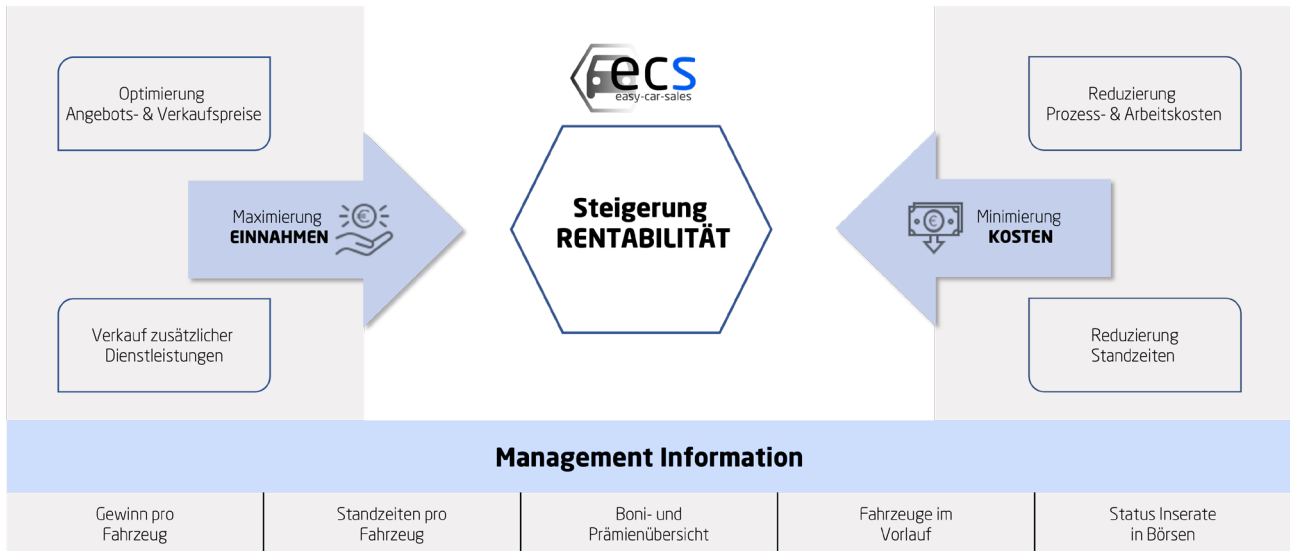 ecs
easy-car-sales
Optimierung
Angebots- & Verkaufspreise
Maximierung
EINNAHMEN
€
Verkauf zusätzlicher
Dienstleistungen
Steigerung
RENTABILITÄT
Reduzierung
Prozess- & Arbeitskosten
€
Minimierung
KOSTEN
Reduzierung
Standzeiten
Management Information
Gewinn pro
Fahrzeug
Standzeiten pro
Fahrzeug
Boni- und
Prämienübersicht
Fahrzeuge im
Vorlauf
Status Inserate
in Börsen